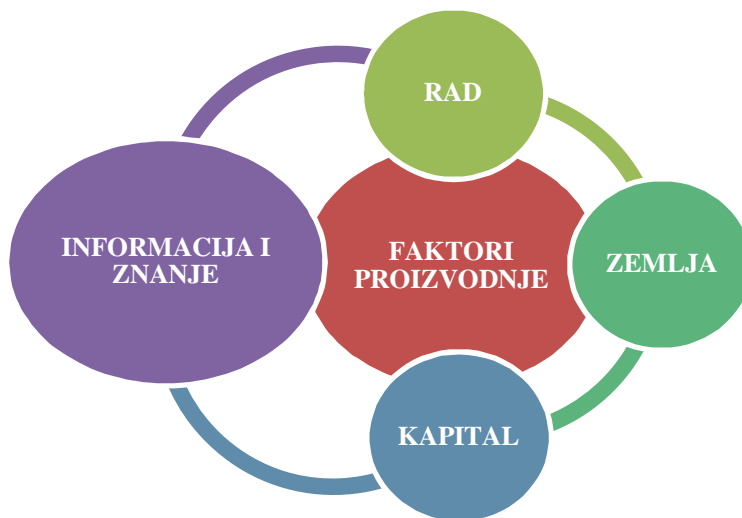 RAD
INFORMACIJA I
ZNANJE
FAKTORI
PROIZVODNJE
ZEMLJA
KAPITAL